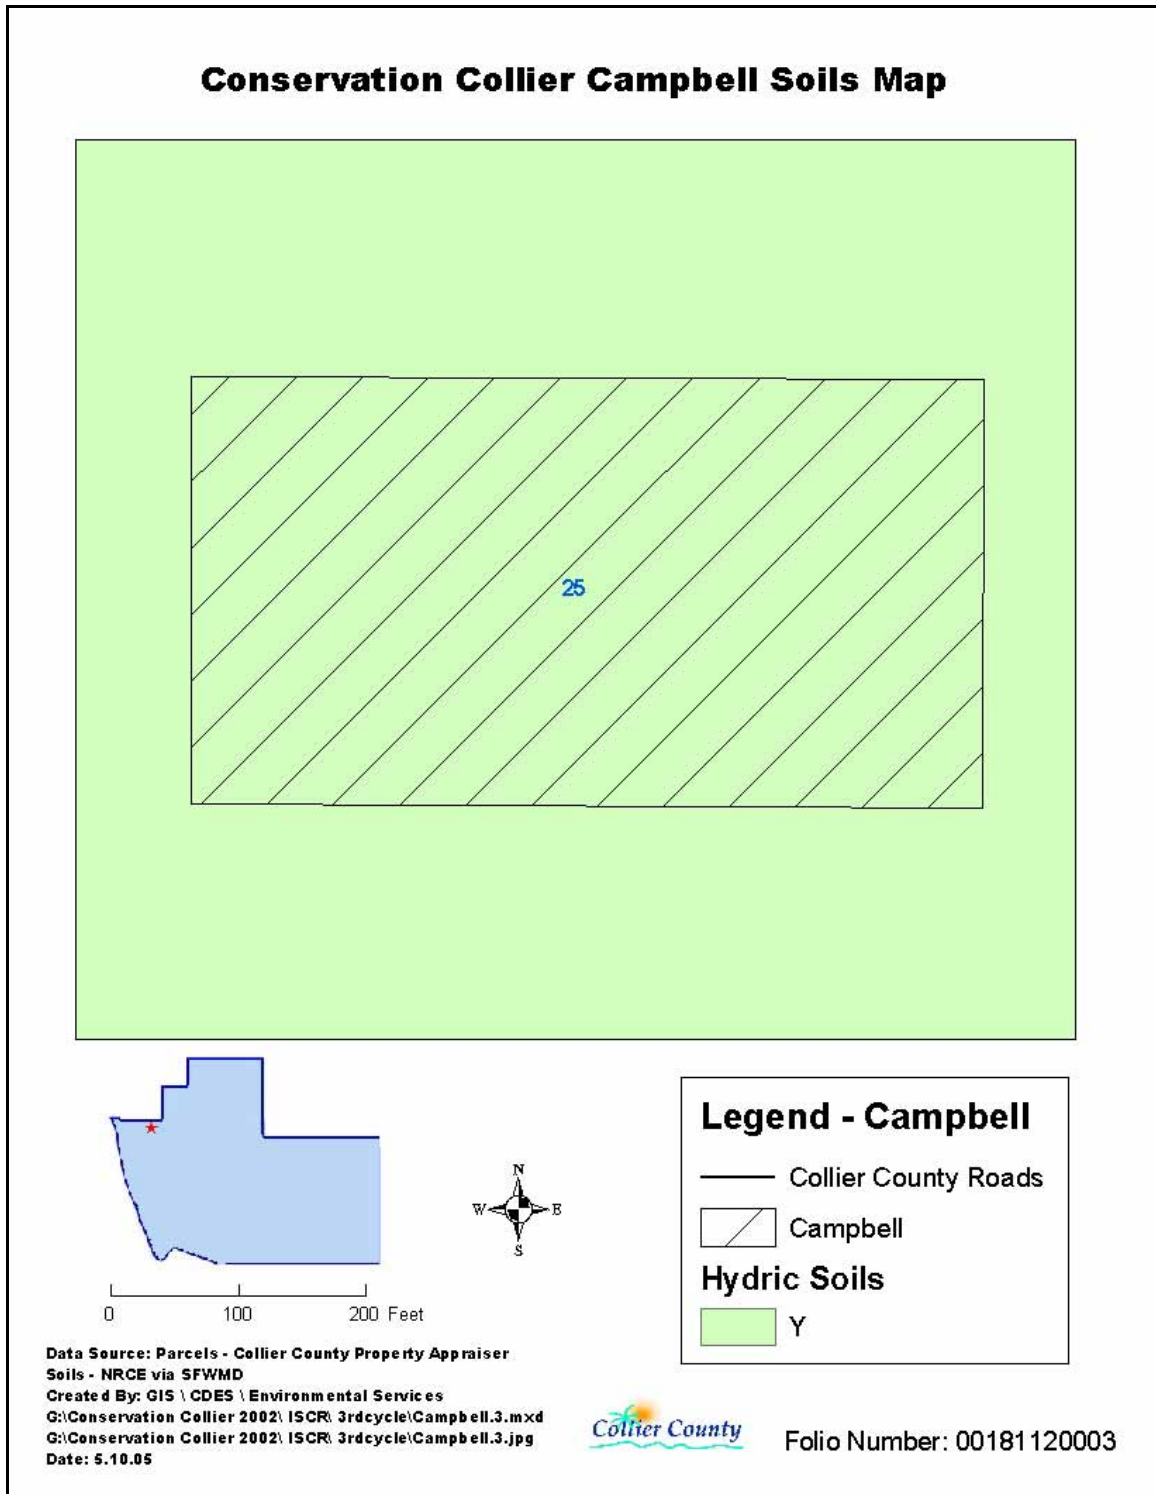 Conservation Collier Campbell Soils Map
25
N
W E
S
0 100 200 Feet
Legend - Campbell
Collier County Roads
Campbell
Hydric Soils
Y
Data Source: Parcels - Collier County Property Appraiser
Soils - NRCE via SFWMD
Created By: GIS \ CDES \ Environmental Services
G:\Conservation Collier 2002\ ISCR\ 3rdcycle\Campbell.3.mxd
G:\Conservation Collier 2002\ ISCR\ 3rdcycle\Campbell.3.jpg
Date: 5.10.05
Collier County
Folio Number: 00181120003